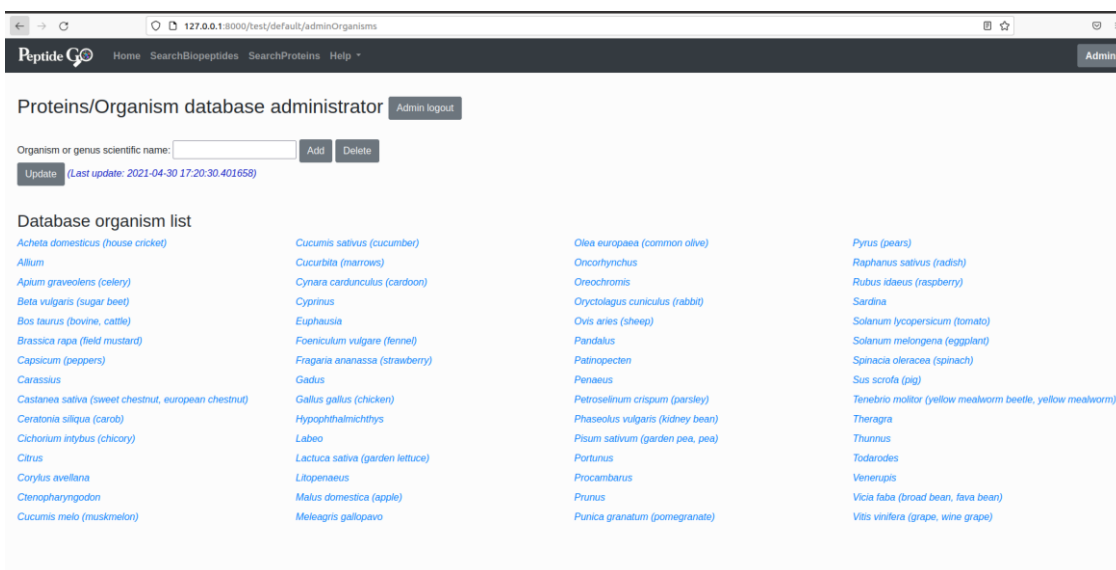 127.0.0.1:8000/test/default/adminOrganisms
Peptide GO Home SearchBiopeptides SearchProteins Help Admin
Proteins/Organism database administrator Admin logout
Organism or genus scientific name: Add Delete
Update (Last update: 2021-04-30 17:20:30.401658)
Database organism list
Acheta domesticus (house cricket) Cucumis sativus (cucumber) Olea europaea (common olive) Pyrus (pears)
Allium Cucurbita (marrows) Oncorhynchus Raphanus sativus (radish)
Apium graveolens (celery) Cynara cardunculus (cardoon) Oreochromis Rubus idaeus (raspberry)
Beta vulgaris (sugar beet) Cyprinus Oryctolagus cuniculus (rabbit) Sardina
Bos taurus (bovine, cattle) Euphausia Ovis aries (sheep) Solanum lycopersicum (tomato)
Brassica rapa (field mustard) Foeniculum vulgare (fennel) Pandalus Solanum melongena (eggplant)
Capsicum (peppers) Fragaria ananassa (strawberry) Patinopecten Spinacia oleracea (spinach)
Carassius Gadus Penaeus Sus scrofa (pig)
Castanea sativa (sweet chestnut, european chestnut) Gallus gallus (chicken) Petroselinum crispum (parsley) Tenebrio molitor (yellow mealworm beetle, yellow mealworm)
Ceratonia siliqua (carob) Hypophthalmichthys Phaseolus vulgaris (kidney bean) Theragra
Cichorium intybus (chicory) Labeo Pisum sativum (garden pea, pea) Thunnus
Citrus Lactuca sativa (garden lettuce) Portunus Todarodes
Corylus avellana Litopenaeus Procambarus Venerupis
Ctenopharyngodon Malus domestica (apple) Prunus Vicia faba (broad bean, fava bean)
Cucumis melo (muskmelon) Meleagris gallopavo Punica granatum (pomegranate) Vitis vinifera (grape, wine grape)